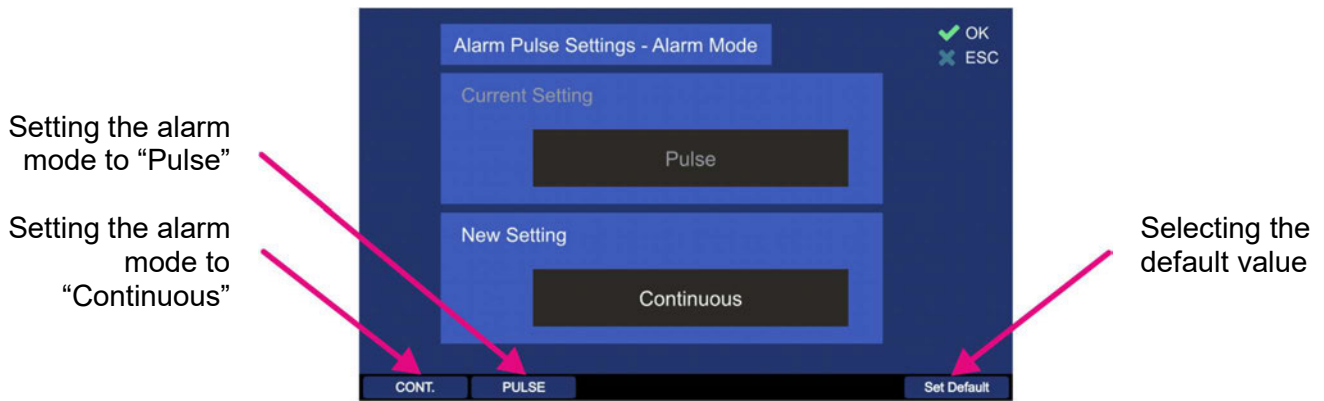 Alarm Pulse Settings - Alarm Mode
OK
ESC
Current Setting
Pulse
New Setting
Continuous
CONT.
PULSE
Set Default
Setting the alarm
mode to “Pulse”
Setting the alarm
mode to
“Continuous”
Selecting the
default value